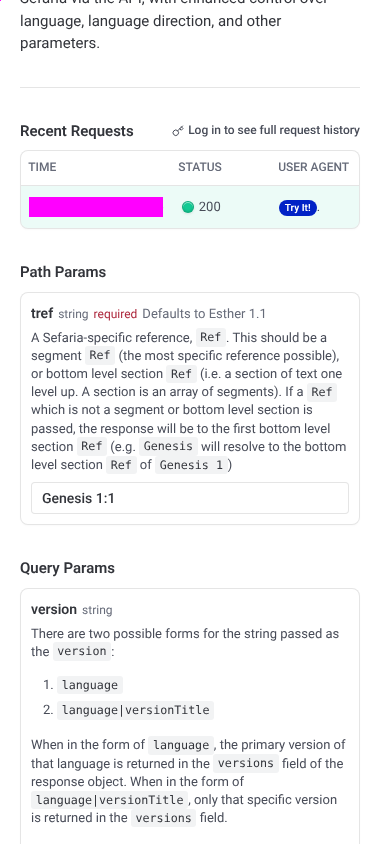 Sefaria via the API, with enhanced control over
language, language direction, and other
parameters.
Recent Requests
Log in to see full request history
TIME STATUS USER AGENT
200 Try It!.
Path Params
tref string required Defaults to Esther 1.1
A Sefaria-specific reference, Ref . This should be a
segment Ref (the most specific reference possible),
or bottom level section Ref (i.e. a section of text one
level up. A section is an array of segments). If a Ref
which is not a segment or bottom level section is
passed, the response will be to the first bottom level
section Ref (e.g. Genesis will resolve to the bottom
level section Ref of Genesis 1 )
Genesis 1:1
Query Params
version string
There are two possible forms for the string passed as
the version :
1. language
2. language|versionTitle
When in the form of language , the primary version of
that language is returned in the versions field of the
response object. When in the form of
language|versionTitle , only that specific version
is returned in the versions field.